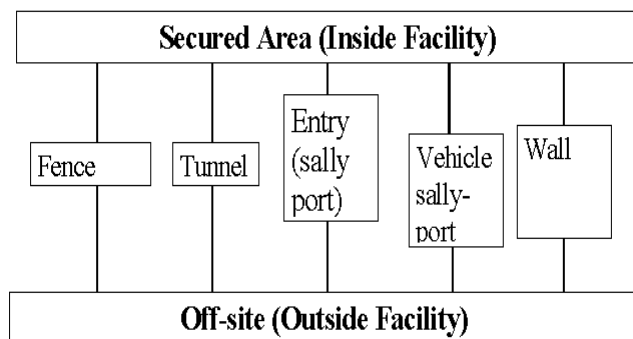 Secured Area (Inside Facility)
Fence
Tunnel
Entry
(sally
port)
Vehicle
sally-
port
Wall
Off-site (Outside Facility)